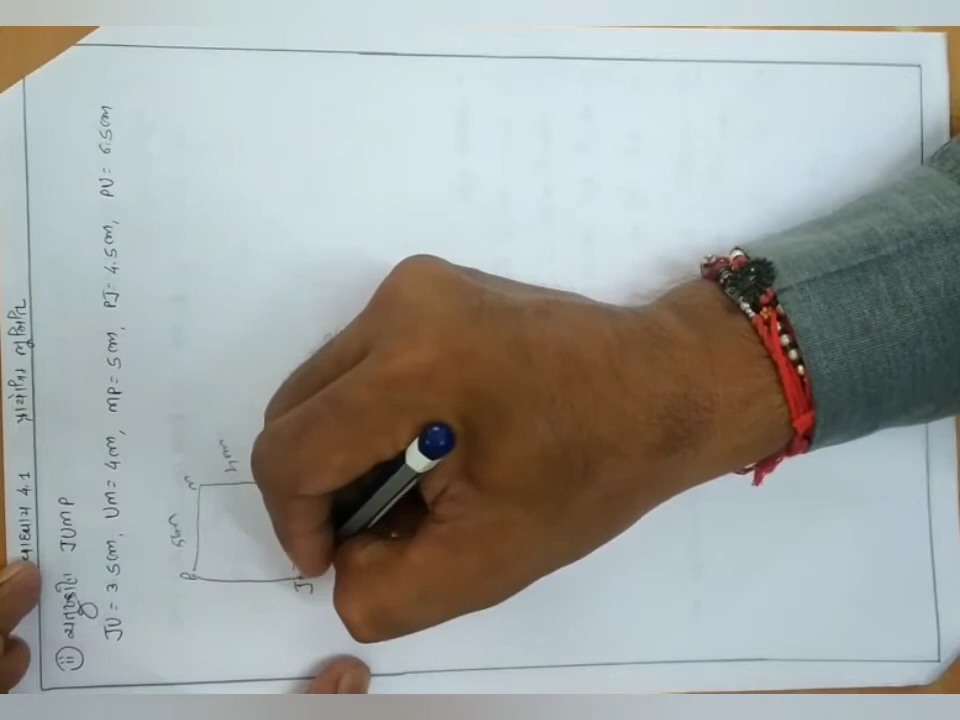 સ્વાધ્યાય 4.1 પ્રાયોગિક ભૂમિતિ
(ii) ચતુષ્કોણ JUMP
JU = 3.5cm, UM = 4cm, MP = 5cm, PJ = 4.5cm, PU = 6.5cm
M
4cm
5cm
P
J